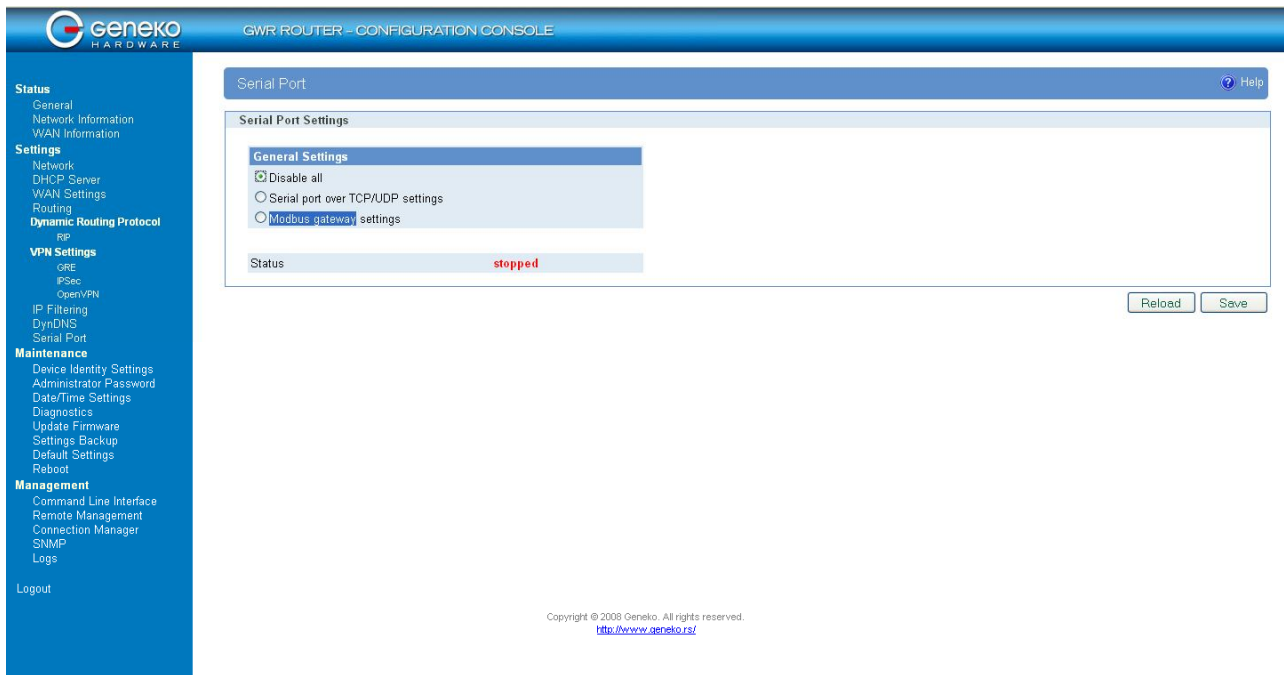 Geneko
HARDWARE
GWR ROUTER - CONFIGURATION CONSOLE
Status
General
Network Information
WAN Information
Settings
Network
DHCP Server
WAN Settings
Routing
Dynamic Routing Protocol
RIP
VPN Settings
GRE
IPSec
OpenVPN
IP Filtering
DynDNS
Serial Port
Maintenance
Device Identity Settings
Administrator Password
Date/Time Settings
Diagnostics
Update Firmware
Settings Backup
Default Settings
Reboot
Management
Command Line Interface
Remote Management
Connection Manager
SNMP
Logs
Logout
Serial Port
? Help
Serial Port Settings
General Settings
Disable all
Serial port over TCP/UDP settings
Modbus gateway settings
Status stopped
Reload Save
Copyright © 2008 Geneko. All rights reserved.
http://www.geneko.rs/